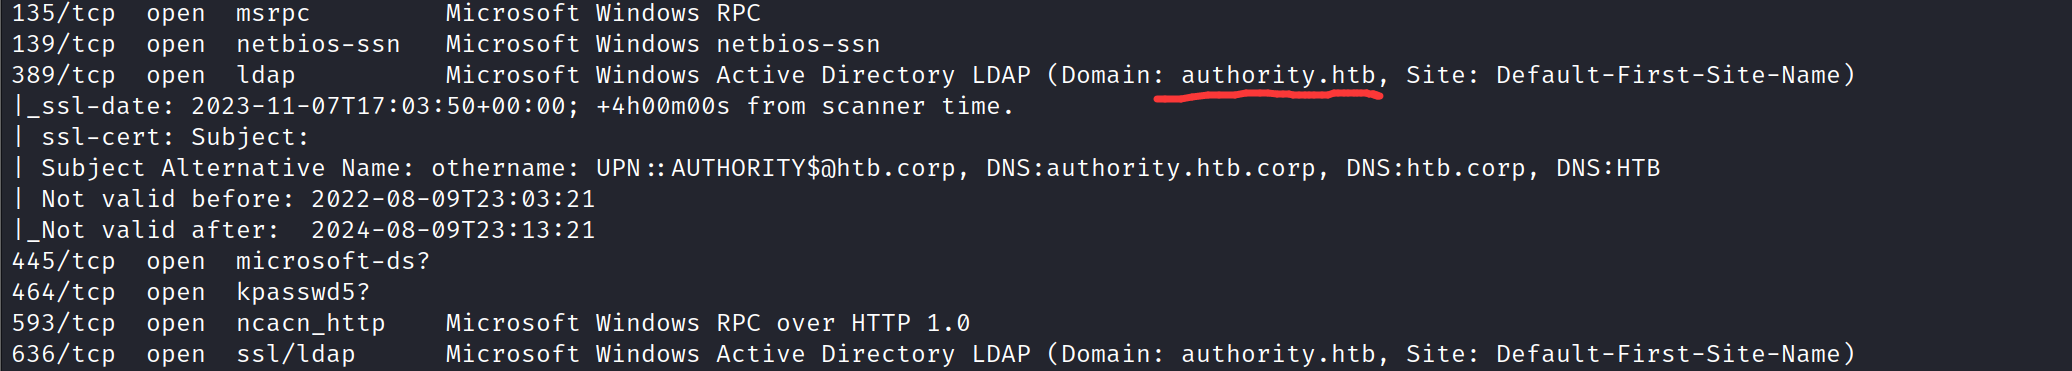 135/tcp  open  msrpc         Microsoft Windows RPC
139/tcp  open  netbios-ssn   Microsoft Windows netbios-ssn
389/tcp  open  ldap          Microsoft Windows Active Directory LDAP (Domain: authority.htb, Site: Default-First-Site-Name)
|_ssl-date: 2023-11-07T17:03:50+00:00; +4h00m00s from scanner time.
| ssl-cert: Subject:
| Subject Alternative Name: othername: UPN::AUTHORITY$@htb.corp, DNS:authority.htb.corp, DNS:htb.corp, DNS:HTB
| Not valid before: 2022-08-09T23:03:21
|_Not valid after:  2024-08-09T23:13:21
445/tcp  open  microsoft-ds?
464/tcp  open  kpasswd5?
593/tcp  open  ncacn_http    Microsoft Windows RPC over HTTP 1.0
636/tcp  open  ssl/ldap      Microsoft Windows Active Directory LDAP (Domain: authority.htb, Site: Default-First-Site-Name)